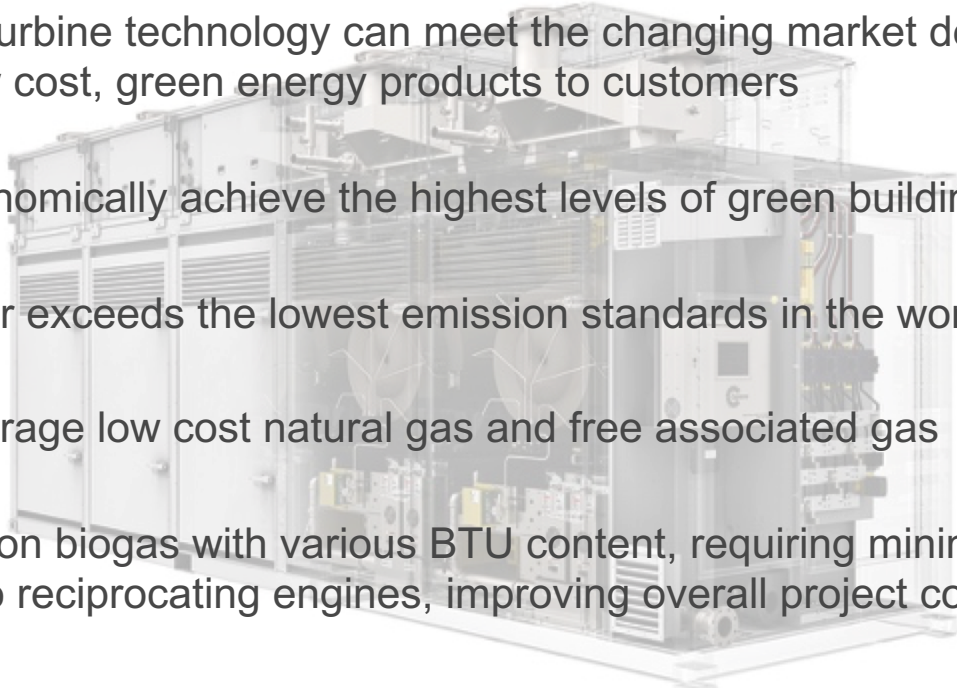 urbine technology can meet the changing market de
cost, green energy products to customers
nomically achieve the highest levels of green buildin
r exceeds the lowest emission standards in the wor
rage low cost natural gas and free associated gas
on biogas with various BTU content, requiring minir
o reciprocating engines, improving overall project co